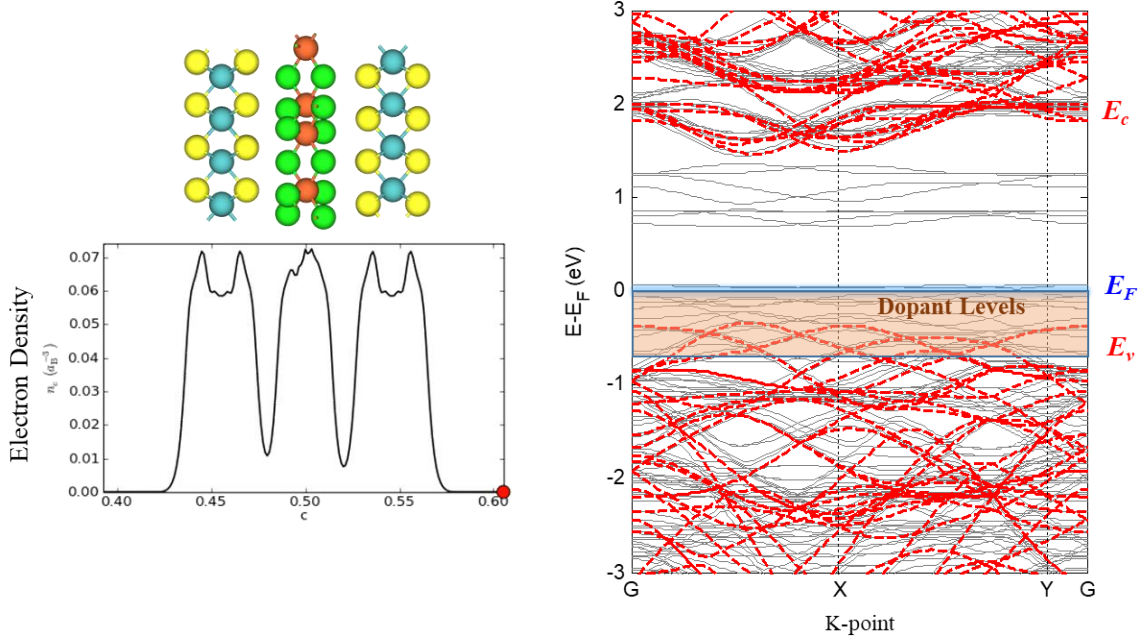 Electron Density
n_e (a_B^-3)
0.07
0.06
0.05
0.04
0.03
0.02
0.01
0.00
0.40 0.45 0.50 0.55 0.60
c
E-E_F (eV)
3
2
1
0
-1
-2
-3
G X Y G
K-point
Dopant Levels
E_c
E_F
E_v